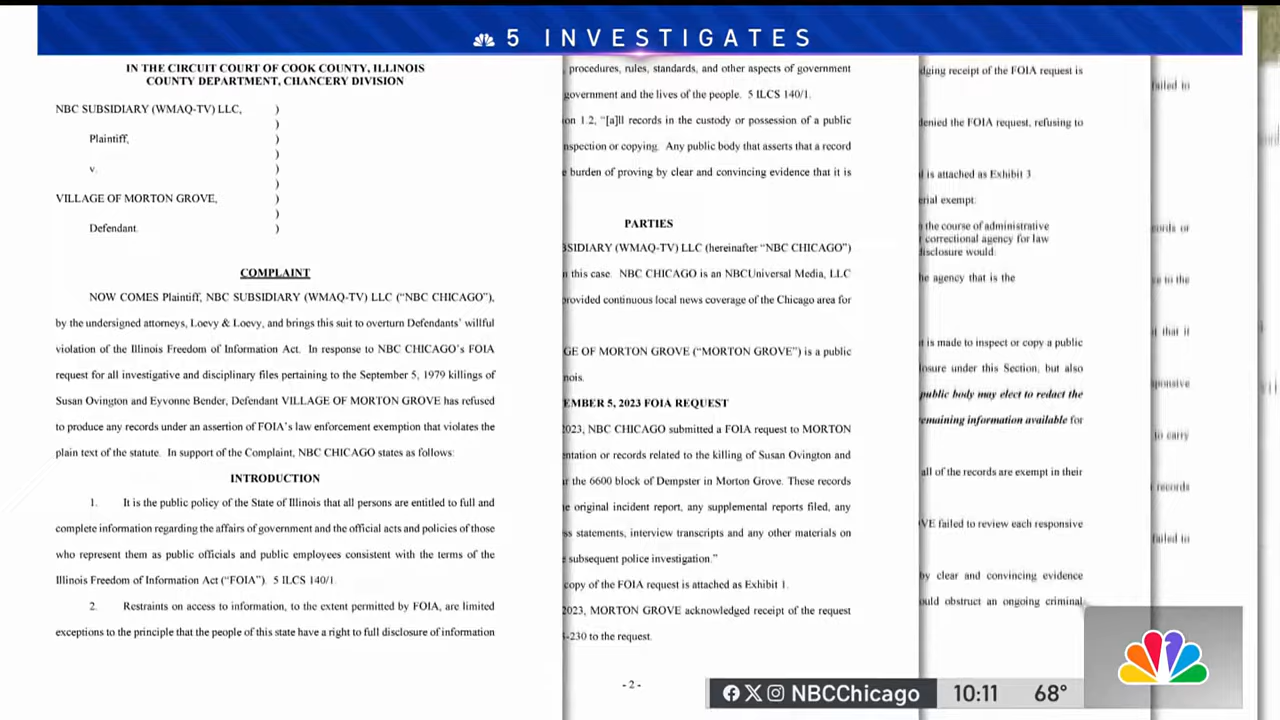 5 INVESTIGATES
IN THE CIRCUIT COURT OF COOK COUNTY, ILLINOIS
COUNTY DEPARTMENT, CHANCERY DIVISION
NBC SUBSIDIARY (WMAQ-TV) LLC, )
)
Plaintiff, )
)
v. )
)
VILLAGE OF MORTON GROVE, )
)
Defendant. )
COMPLAINT
NOW COMES Plaintiff, NBC SUBSIDIARY (WMAQ-TV) LLC (“NBC CHICAGO”),
by the undersigned attorneys, Loevy & Loevy, and brings this suit to overturn Defendants’ willful
violation of the Illinois Freedom of Information Act. In response to NBC CHICAGO’s FOIA
request for all investigative and disciplinary files pertaining to the September 5, 1979 killings of
Susan Ovington and Eyvonne Bender, Defendant VILLAGE OF MORTON GROVE has refused
to produce any records under an assertion of FOIA’s law enforcement exemption that violates the
plain text of the statute. In support of the Complaint, NBC CHICAGO states as follows:
INTRODUCTION
1. It is the public policy of the State of Illinois that all persons are entitled to full and
complete information regarding the affairs of government and the official acts and policies of those
who represent them as public officials and public employees consistent with the terms of the
Illinois Freedom of Information Act (“FOIA”). 5 ILCS 140/1.
2. Restraints on access to information, to the extent permitted by FOIA, are limited
exceptions to the principle that the people of this state have a right to full disclosure of information
, procedures, rules, standards, and other aspects of government
government and the lives of the people. 5 ILCS 140/1.
on 1.2, “[a]ll records in the custody or possession of a public
nspection or copying. Any public body that asserts that a record
e burden of proving by clear and convincing evidence that it is
PARTIES
SIDIARY (WMAQ-TV) LLC (hereinafter “NBC CHICAGO”)
n this case. NBC CHICAGO is an NBCUniversal Media, LLC
provided continuous local news coverage of the Chicago area for
GE OF MORTON GROVE (“MORTON GROVE”) is a public
nois.
EMBER 5, 2023 FOIA REQUEST
2023, NBC CHICAGO submitted a FOIA request to MORTON
entation or records related to the killing of Susan Ovington and
t the 6600 block of Dempster in Morton Grove. These records
e original incident report, any supplemental reports filed, any
ss statements, interview transcripts and any other materials on
e subsequent police investigation.”
copy of the FOIA request is attached as Exhibit 1.
2023, MORTON GROVE acknowledged receipt of the request
-230 to the request.
- 2 -
dging receipt of the FOIA request is
denied the FOIA request, refusing to
l is attached as Exhibit 3.
erial exempt:
n the course of administrative
r correctional agency for law
disclosure would:
he agency that is the
t is made to inspect or copy a public
losure under this Section, but also
public body may elect to redact the
emaining information available for
all of the records are exempt in their
VE failed to review each responsive
by clear and convincing evidence
ould obstruct an ongoing criminal
failed to
cords or
ve to the
t that it
sponsive
to carry
records
failed to
NBCChicago 10:11 68°